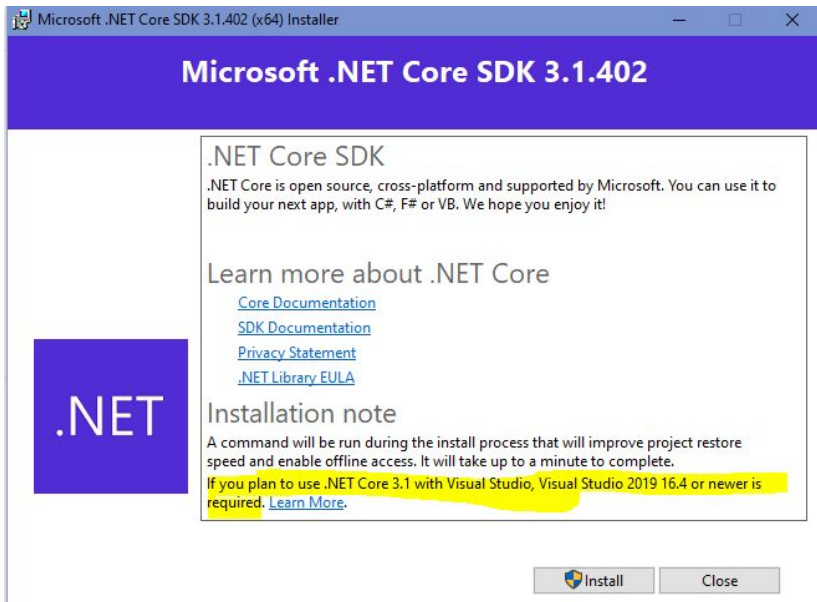 Microsoft .NET Core SDK 3.1.402 (x64) Installer
Microsoft .NET Core SDK 3.1.402
.NET Core SDK
.NET Core is open source, cross-platform and supported by Microsoft. You can use it to
build your next app, with C#, F# or VB. We hope you enjoy it!
Learn more about .NET Core
Core Documentation
SDK Documentation
Privacy Statement
.NET Library EULA
.NET
Installation note
A command will be run during the install process that will improve project restore
speed and enable offline access. It will take up to a minute to complete.
If you plan to use .NET Core 3.1 with Visual Studio, Visual Studio 2019 16.4 or newer is
required. Learn More.
Install
Close